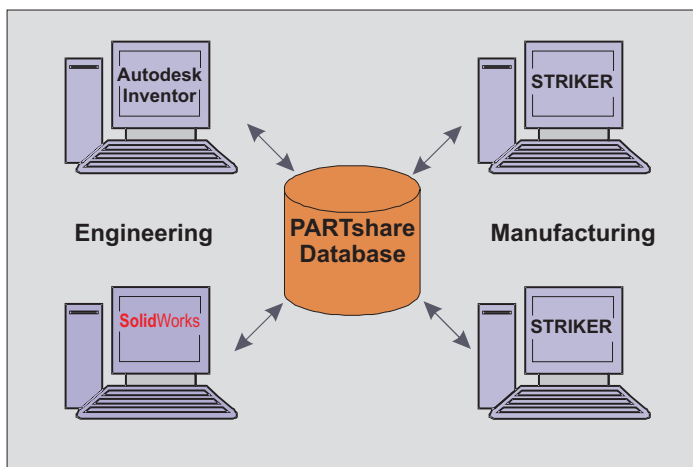 Autodesk
Inventor
STRIKER
Engineering
PARTshare
Database
Manufacturing
SolidWorks
STRIKER